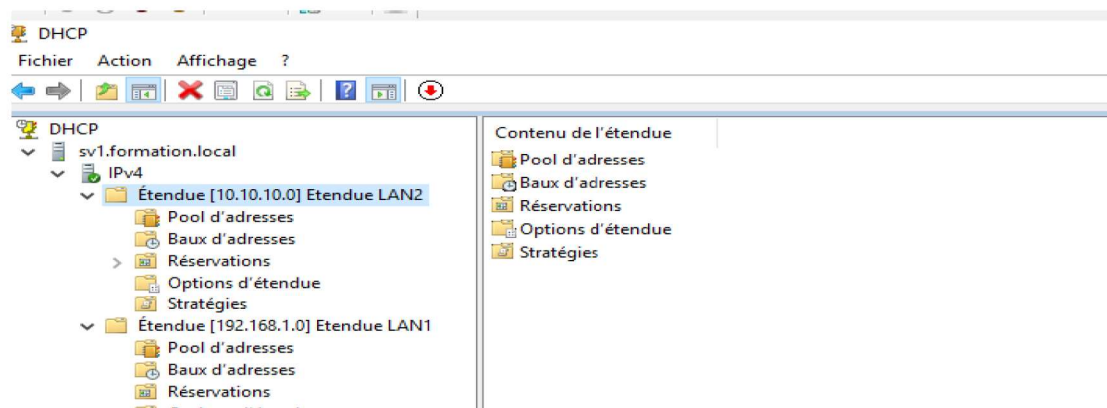 DHCP
Fichier Action Affichage ?
DHCP
sv1.formation.local
IPv4
Étendue [10.10.10.0] Etendue LAN2
Pool d'adresses
Baux d'adresses
Réservations
Options d'étendue
Stratégies
Étendue [192.168.1.0] Etendue LAN1
Pool d'adresses
Baux d'adresses
Réservations
Contenu de l'étendue
Pool d'adresses
Baux d'adresses
Réservations
Options d'étendue
Stratégies